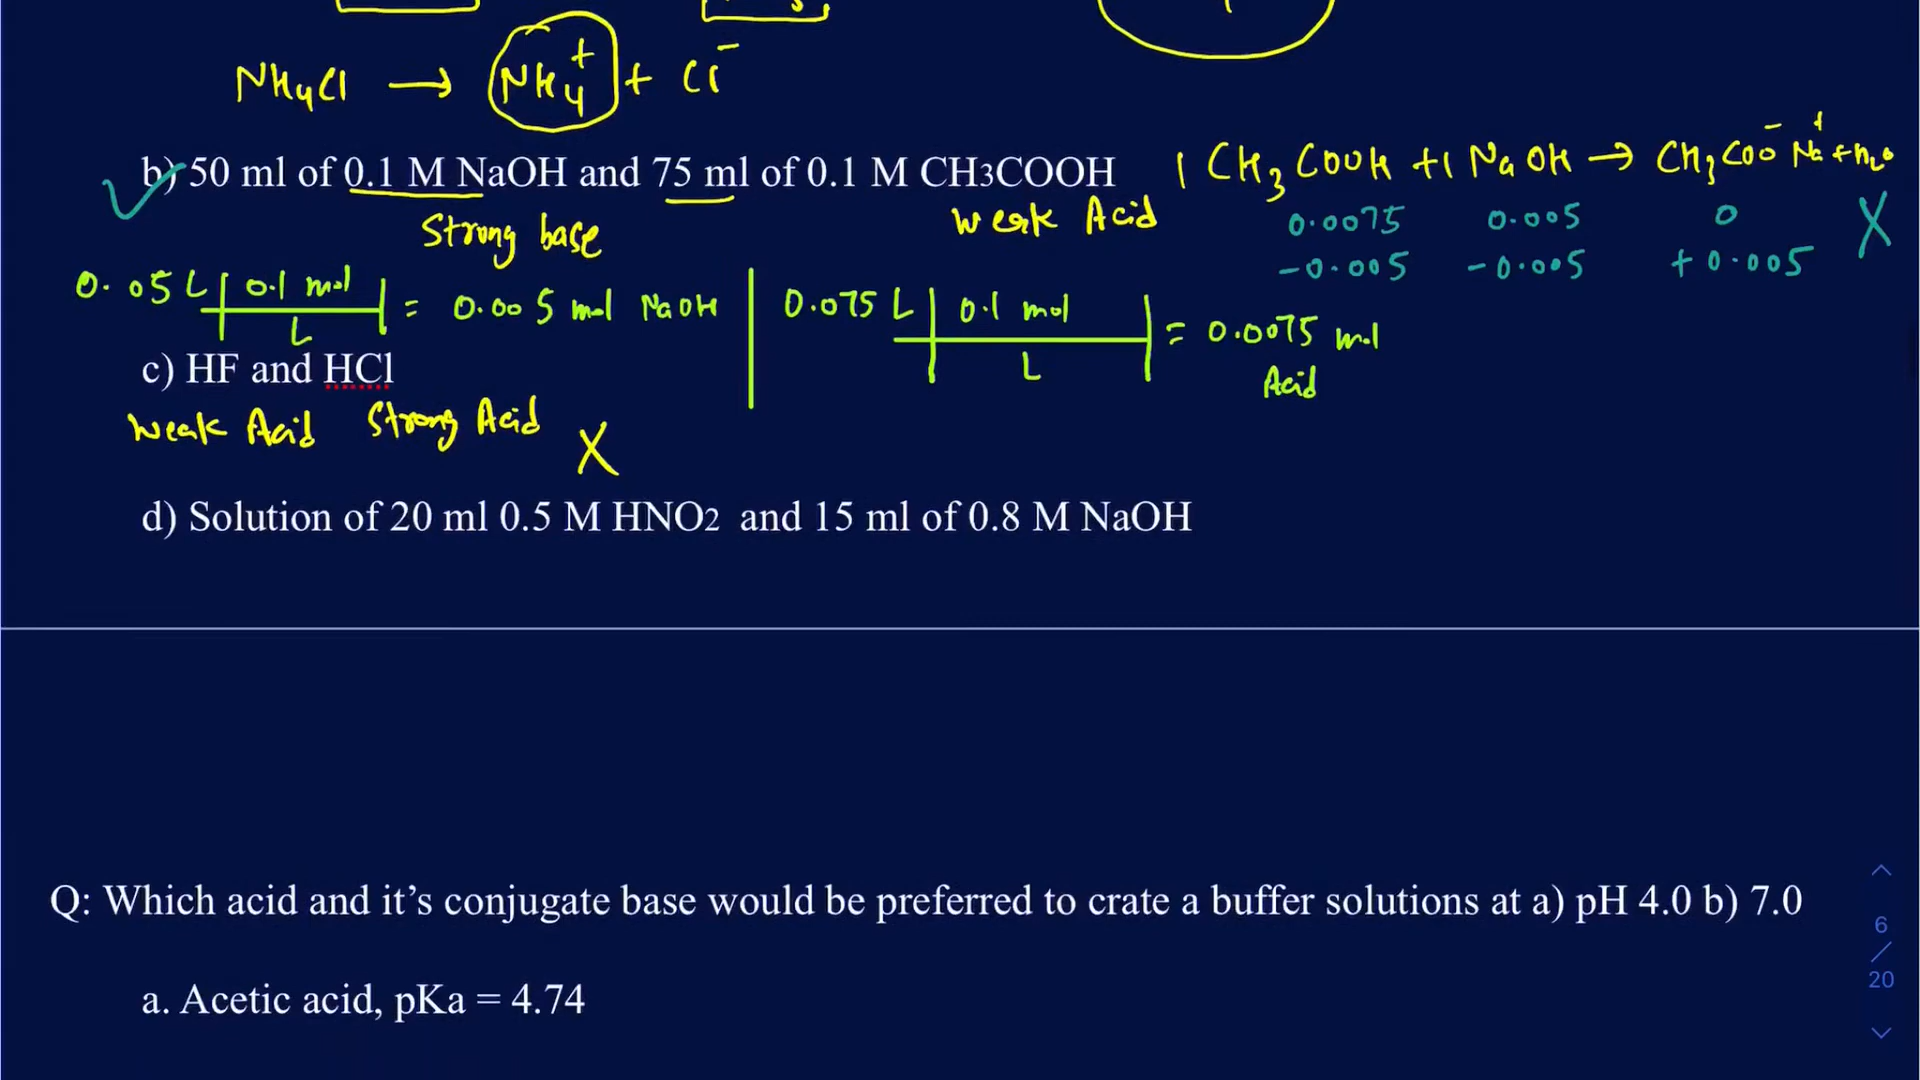 NH4Cl → NH4+ + Cl-
b) 50 ml of 0.1 M NaOH and 75 ml of 0.1 M CH3COOH
1 CH3COOH + 1 NaOH → CH3COO- Na+ + H2O
Strong base
Weak Acid
0.0075 0.005 0 X
-0.005 -0.005 +0.005
0.05 L | 0.1 mol / L = 0.005 mol NaOH
0.075 L | 0.1 mol / L = 0.0075 mol
Acid
c) HF and HCl
Weak Acid Strong Acid X
d) Solution of 20 ml 0.5 M HNO2 and 15 ml of 0.8 M NaOH
Q: Which acid and it’s conjugate base would be preferred to crate a buffer solutions at a) pH 4.0 b) 7.0
a. Acetic acid, pKa = 4.74
6
/
20